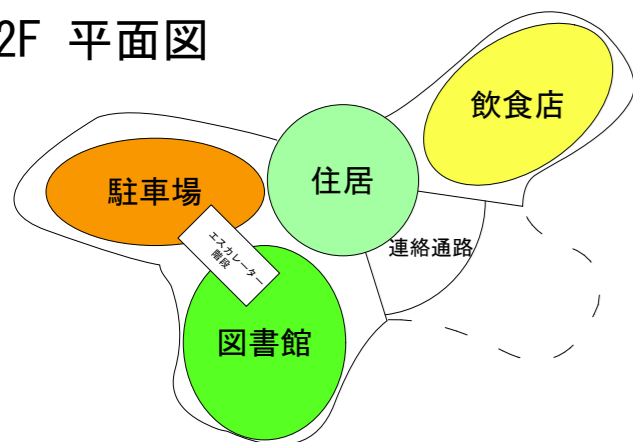 2F 平面図
飲食店
住居
駐車場
エスカレーター
階段
連絡通路
図書館